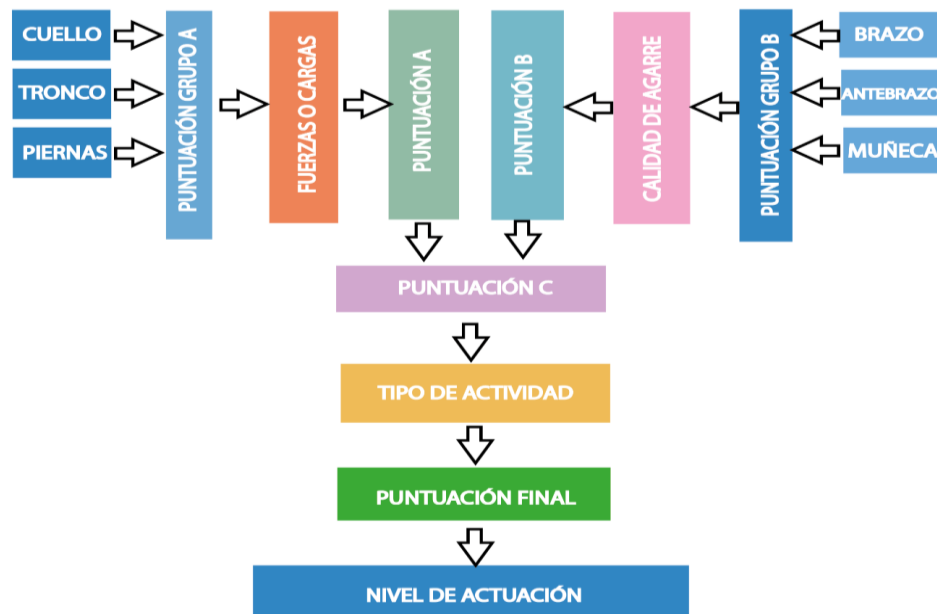 CUELLO
TRONCO
PIERNAS
PUNTUACIÓN GRUPO A
FUERZAS O CARGAS
PUNTUACIÓN A
PUNTUACIÓN B
CALIDAD DE AGARRE
PUNTUACIÓN GRUPO B
BRAZO
ANTEBRAZO
MUÑECA
PUNTUACIÓN C
TIPO DE ACTIVIDAD
PUNTUACIÓN FINAL
NIVEL DE ACTUACIÓN